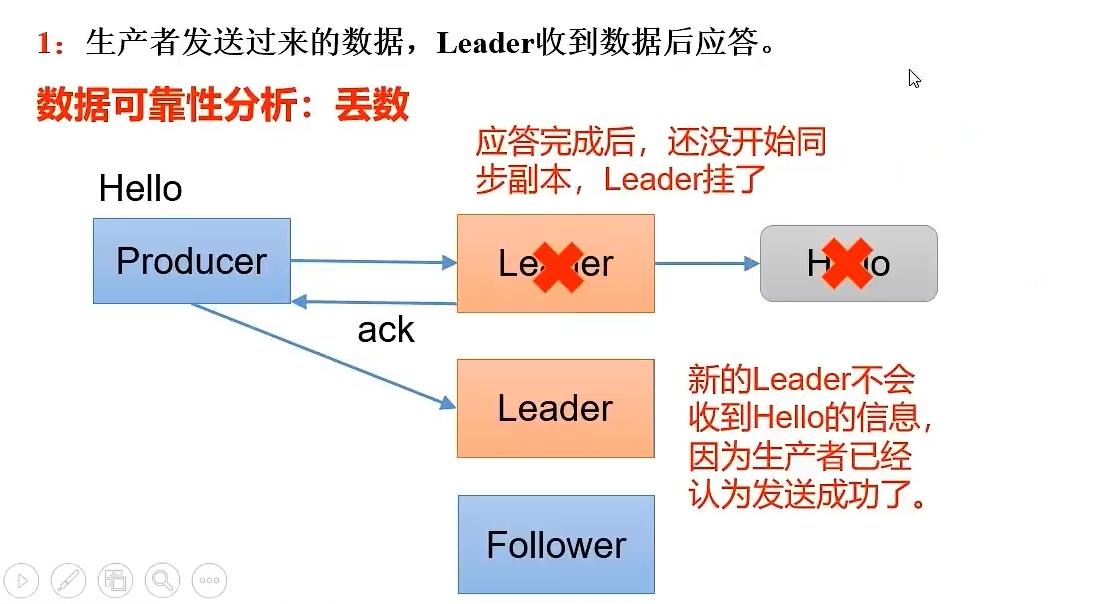 1：生产者发送过来的数据，Leader收到数据后应答。
数据可靠性分析：丢数
应答完成后，还没开始同
步副本，Leader挂了
Hello
Producer
Leader
Hello
ack
Leader
新的Leader不会
收到Hello的信息，
因为生产者已经
认为发送成功了。
Follower